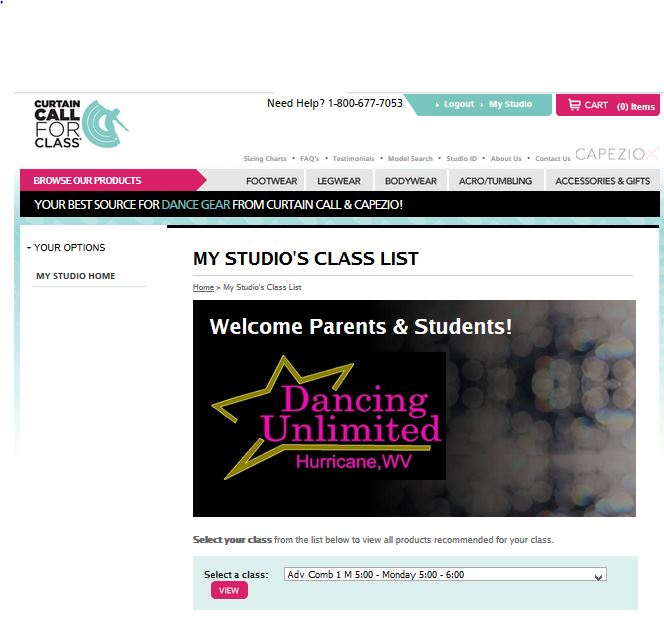 Need Help? 1-800-677-7053
Logout
My Studio
CART (0) Items
CURTAIN
CALL
FOR
CLASS
Sizing Charts • FAQ's • Testimonials • Model Search • Studio ID • About Us • Contact Us
CAPEZIO
BROWSE OUR PRODUCTS
FOOTWEAR
LEGWEAR
BODYWEAR
ACRO/TUMBLING
ACCESSORIES & GIFTS
YOUR BEST SOURCE FOR DANCE GEAR FROM CURTAIN CALL & CAPEZIO!
YOUR OPTIONS
MY STUDIO HOME
MY STUDIO'S CLASS LIST
Home > My Studio's Class List
Welcome Parents & Students!
Dancing
Unlimited
Hurricane,WV
Select your class from the list below to view all products recommended for your class.
Select a class: Adv Comb 1 M 5:00 - Monday 5:00 - 6:00
VIEW